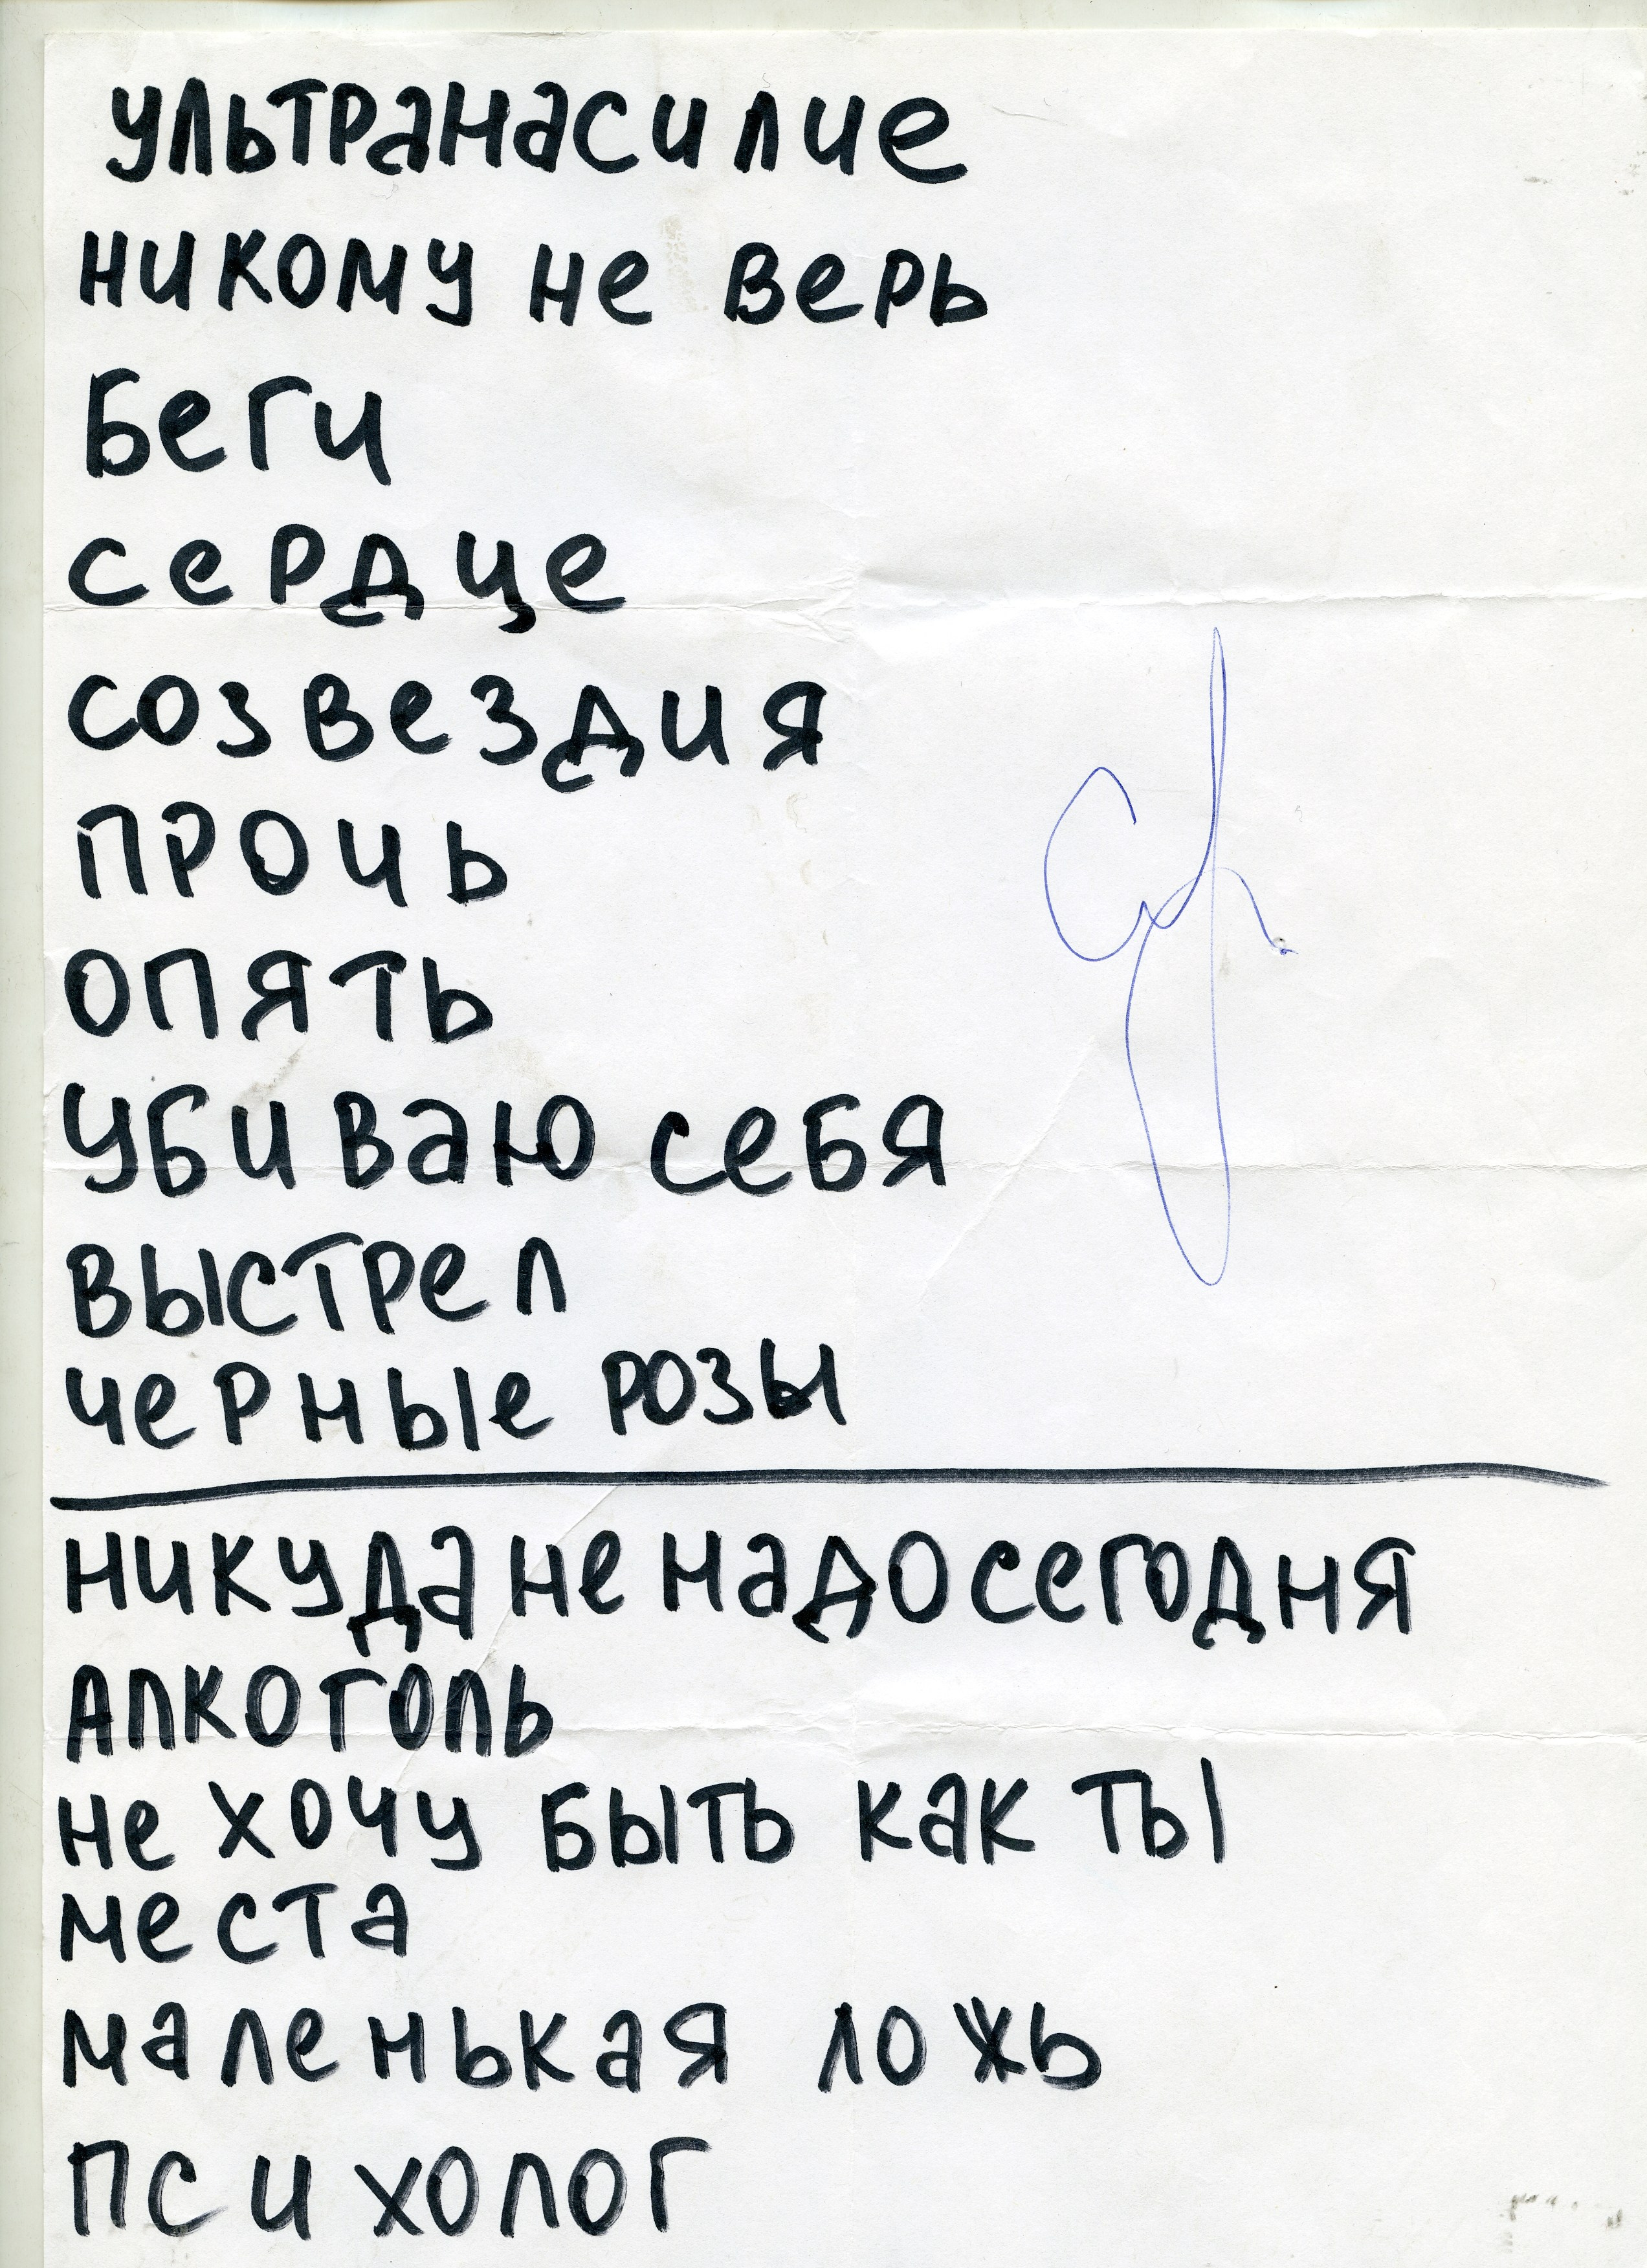 ультранасилие
никому не верь
Беги
сердце
созвездия
прочь
опять
убиваю себя
выстрел
черные розы
никуда не надо сегодня
Алкоголь
не хочу быть как ты
места
маленькая ложь
психолог